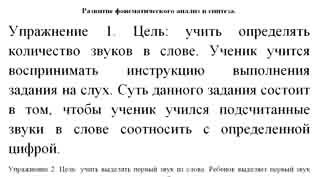 Развитие фонематического анализа и синтеза.
Упражнение 1. Цель: учить определять
количество звуков в слове. Ученик учится
воспринимать инструкцию выполнения
задания на слух. Суть данного задания состоит
в том, чтобы ученик учился подсчитанные
звуки в слове соотносить с определенной
цифрой.
Упражнение 2. Цель: учить выделять первый звук из слова. Ребенок выделяет первый звук